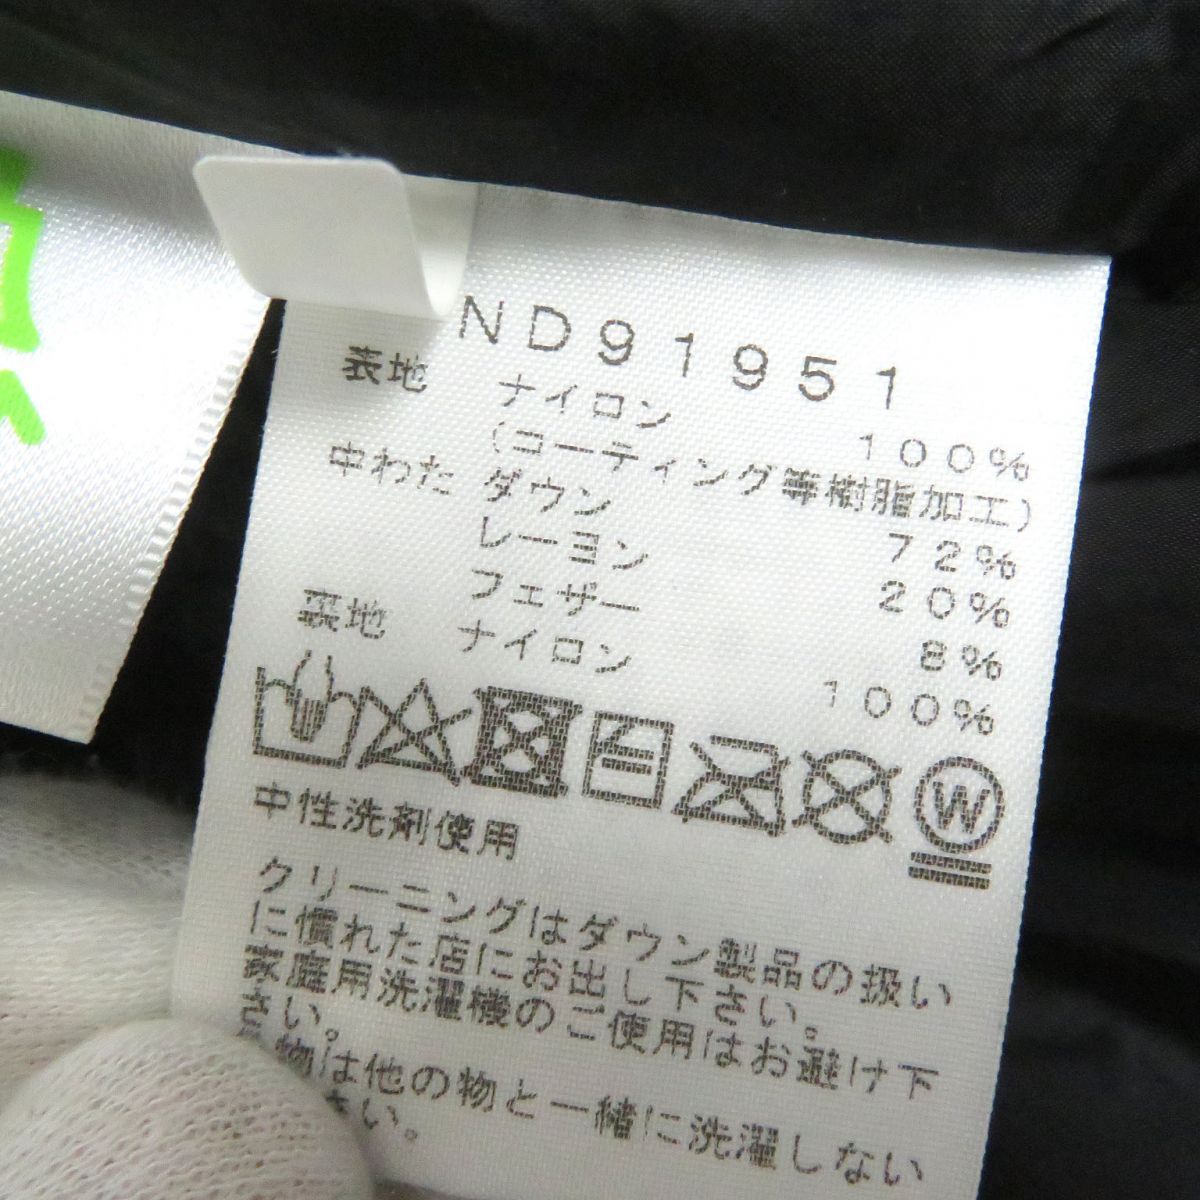 ND91951
表地 ナイロン 100%
(コーティング等樹脂加工)
中わた ダウン 72%
レーヨン 20%
フェザー 8%
裏地 ナイロン 100%
W
中性洗剤使用
クリーニングはダウン製品の扱い
に慣れた店にお出し下さい。
家庭用洗濯機のご使用はお避け下
さい。
物は他の物と一緒に洗濯しない
さい。